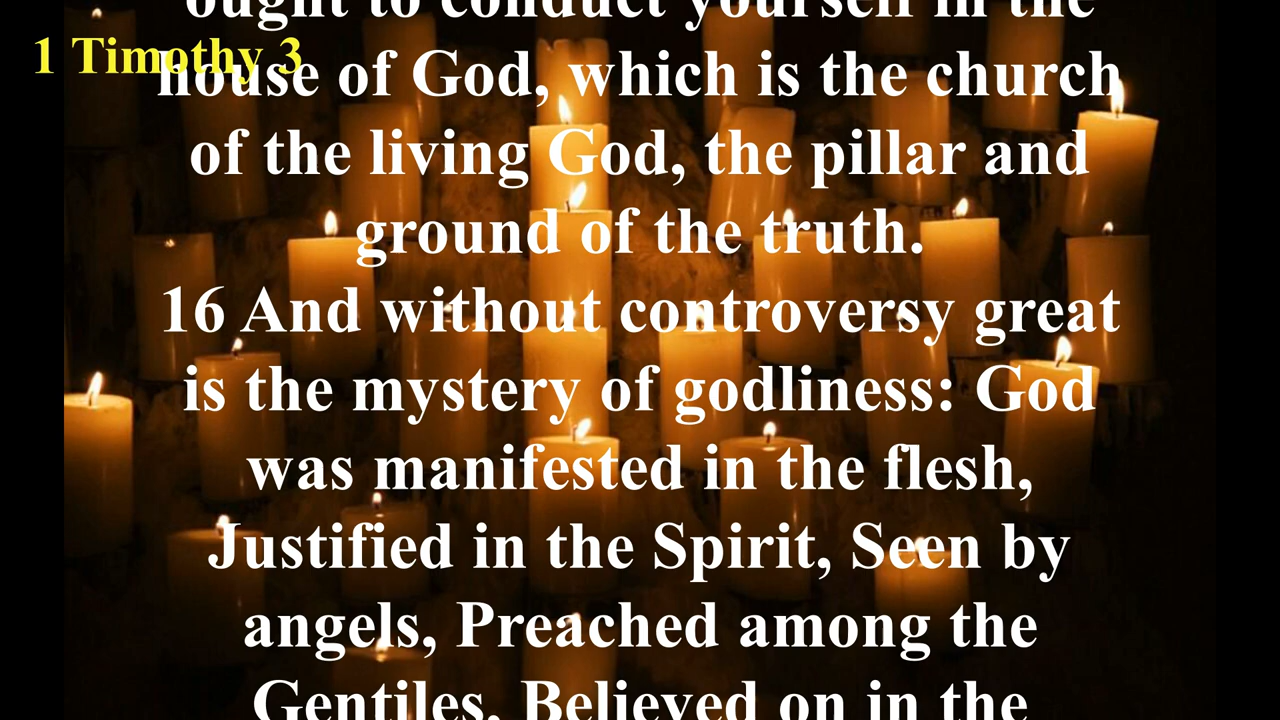 ought to conduct yourself in the
1 Timothy 3
house of God, which is the church
of the living God, the pillar and
ground of the truth.
16 And without controversy great
is the mystery of godliness: God
was manifested in the flesh,
Justified in the Spirit, Seen by
angels, Preached among the
Gentiles, Believed on in the